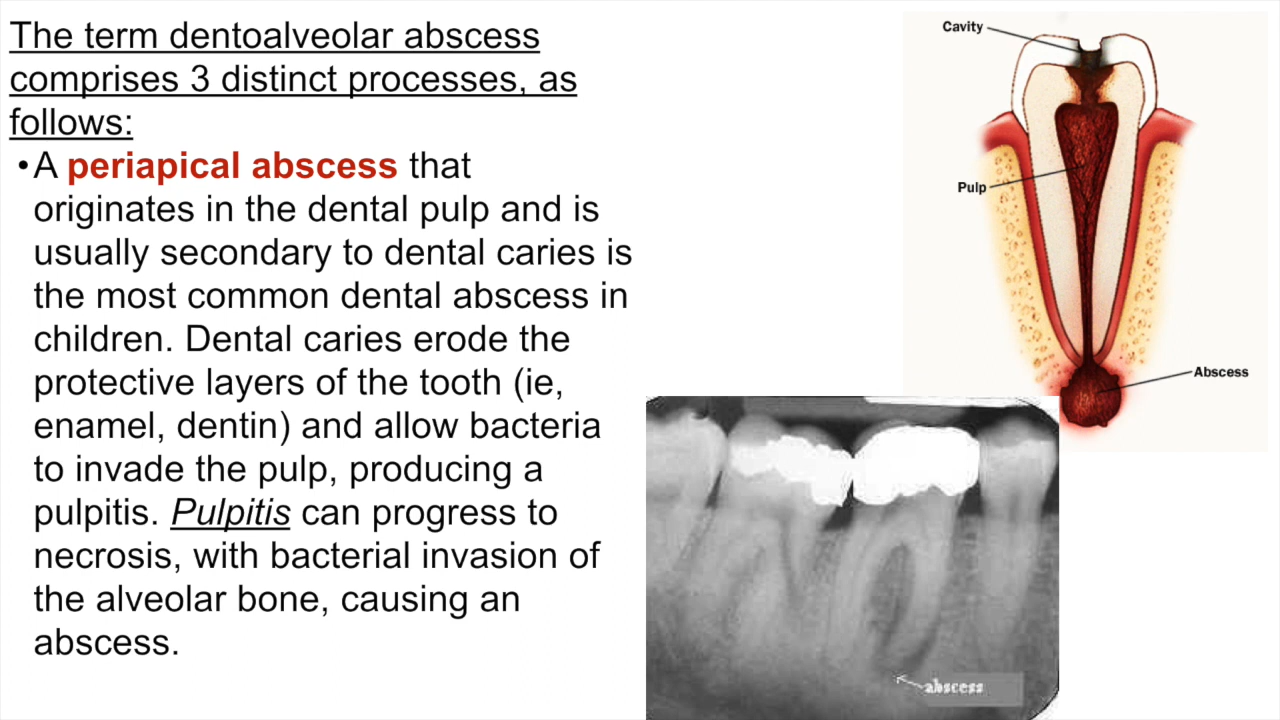 The term dentoalveolar abscess
comprises 3 distinct processes, as
follows:
•A periapical abscess that
originates in the dental pulp and is
usually secondary to dental caries is
the most common dental abscess in
children. Dental caries erode the
protective layers of the tooth (ie,
enamel, dentin) and allow bacteria
to invade the pulp, producing a
pulpitis. Pulpitis can progress to
necrosis, with bacterial invasion of
the alveolar bone, causing an
abscess.
Cavity
Pulp
Abscess
abscess